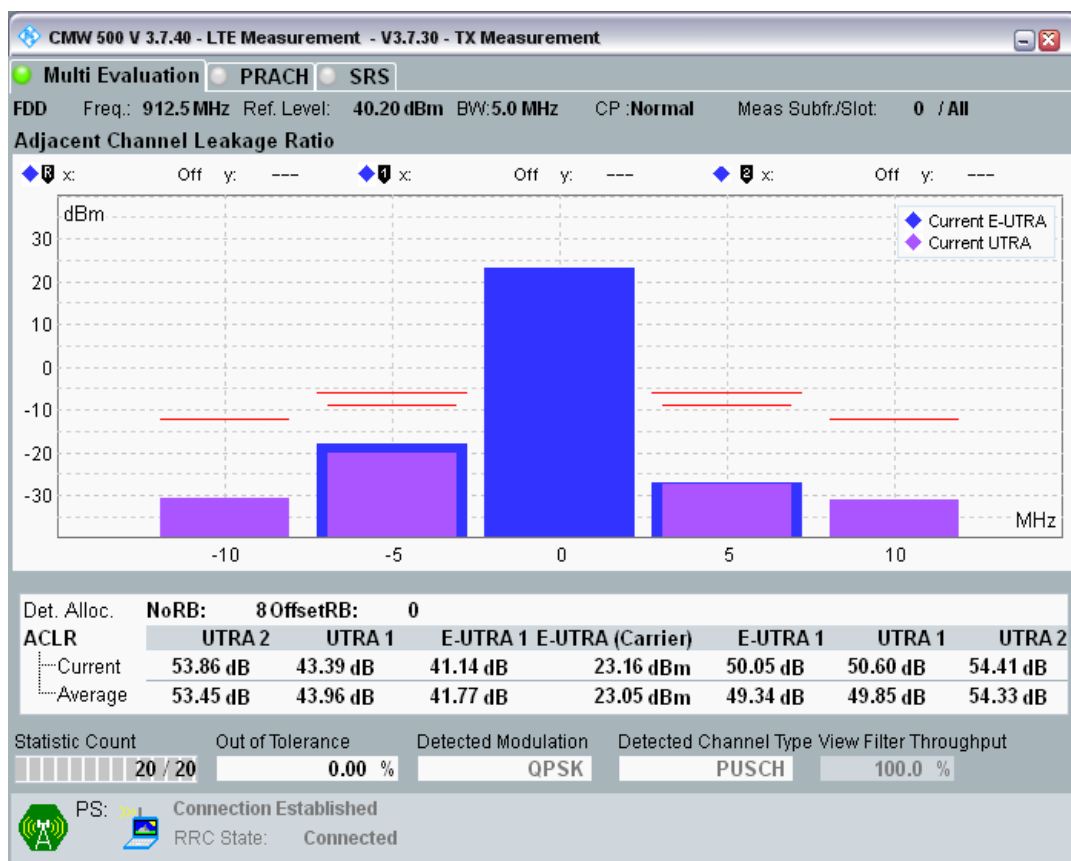 CMW 500 V 3.7.40 - LTE Measurement - V3.7.30 - TX Measurement
Multi Evaluation PRACH SRS
FDD Freq.: 912.5 MHz Ref. Level: 40.20 dBm BW:5.0 MHz CP :Normal Meas Subfr./Slot: 0 / All
Adjacent Channel Leakage Ratio
R x: Off y: --- 1 x: Off y: --- 2 x: Off y: ---
dBm
Current E-UTRA
Current UTRA
30
20
10
0
-10
-20
-30
MHz
-10 -5 0 5 10
Det. Alloc. NoRB: 8 OffsetRB: 0
ACLR UTRA 2 UTRA 1 E-UTRA 1 E-UTRA (Carrier) E-UTRA 1 UTRA 1 UTRA 2
Current 53.86 dB 43.39 dB 41.14 dB 23.16 dBm 50.05 dB 50.60 dB 54.41 dB
Average 53.45 dB 43.96 dB 41.77 dB 23.05 dBm 49.34 dB 49.85 dB 54.33 dB
Statistic Count Out of Tolerance Detected Modulation Detected Channel Type View Filter Throughput
20 / 20 0.00 % QPSK PUSCH 100.0 %
PS: Connection Established
RRC State: Connected